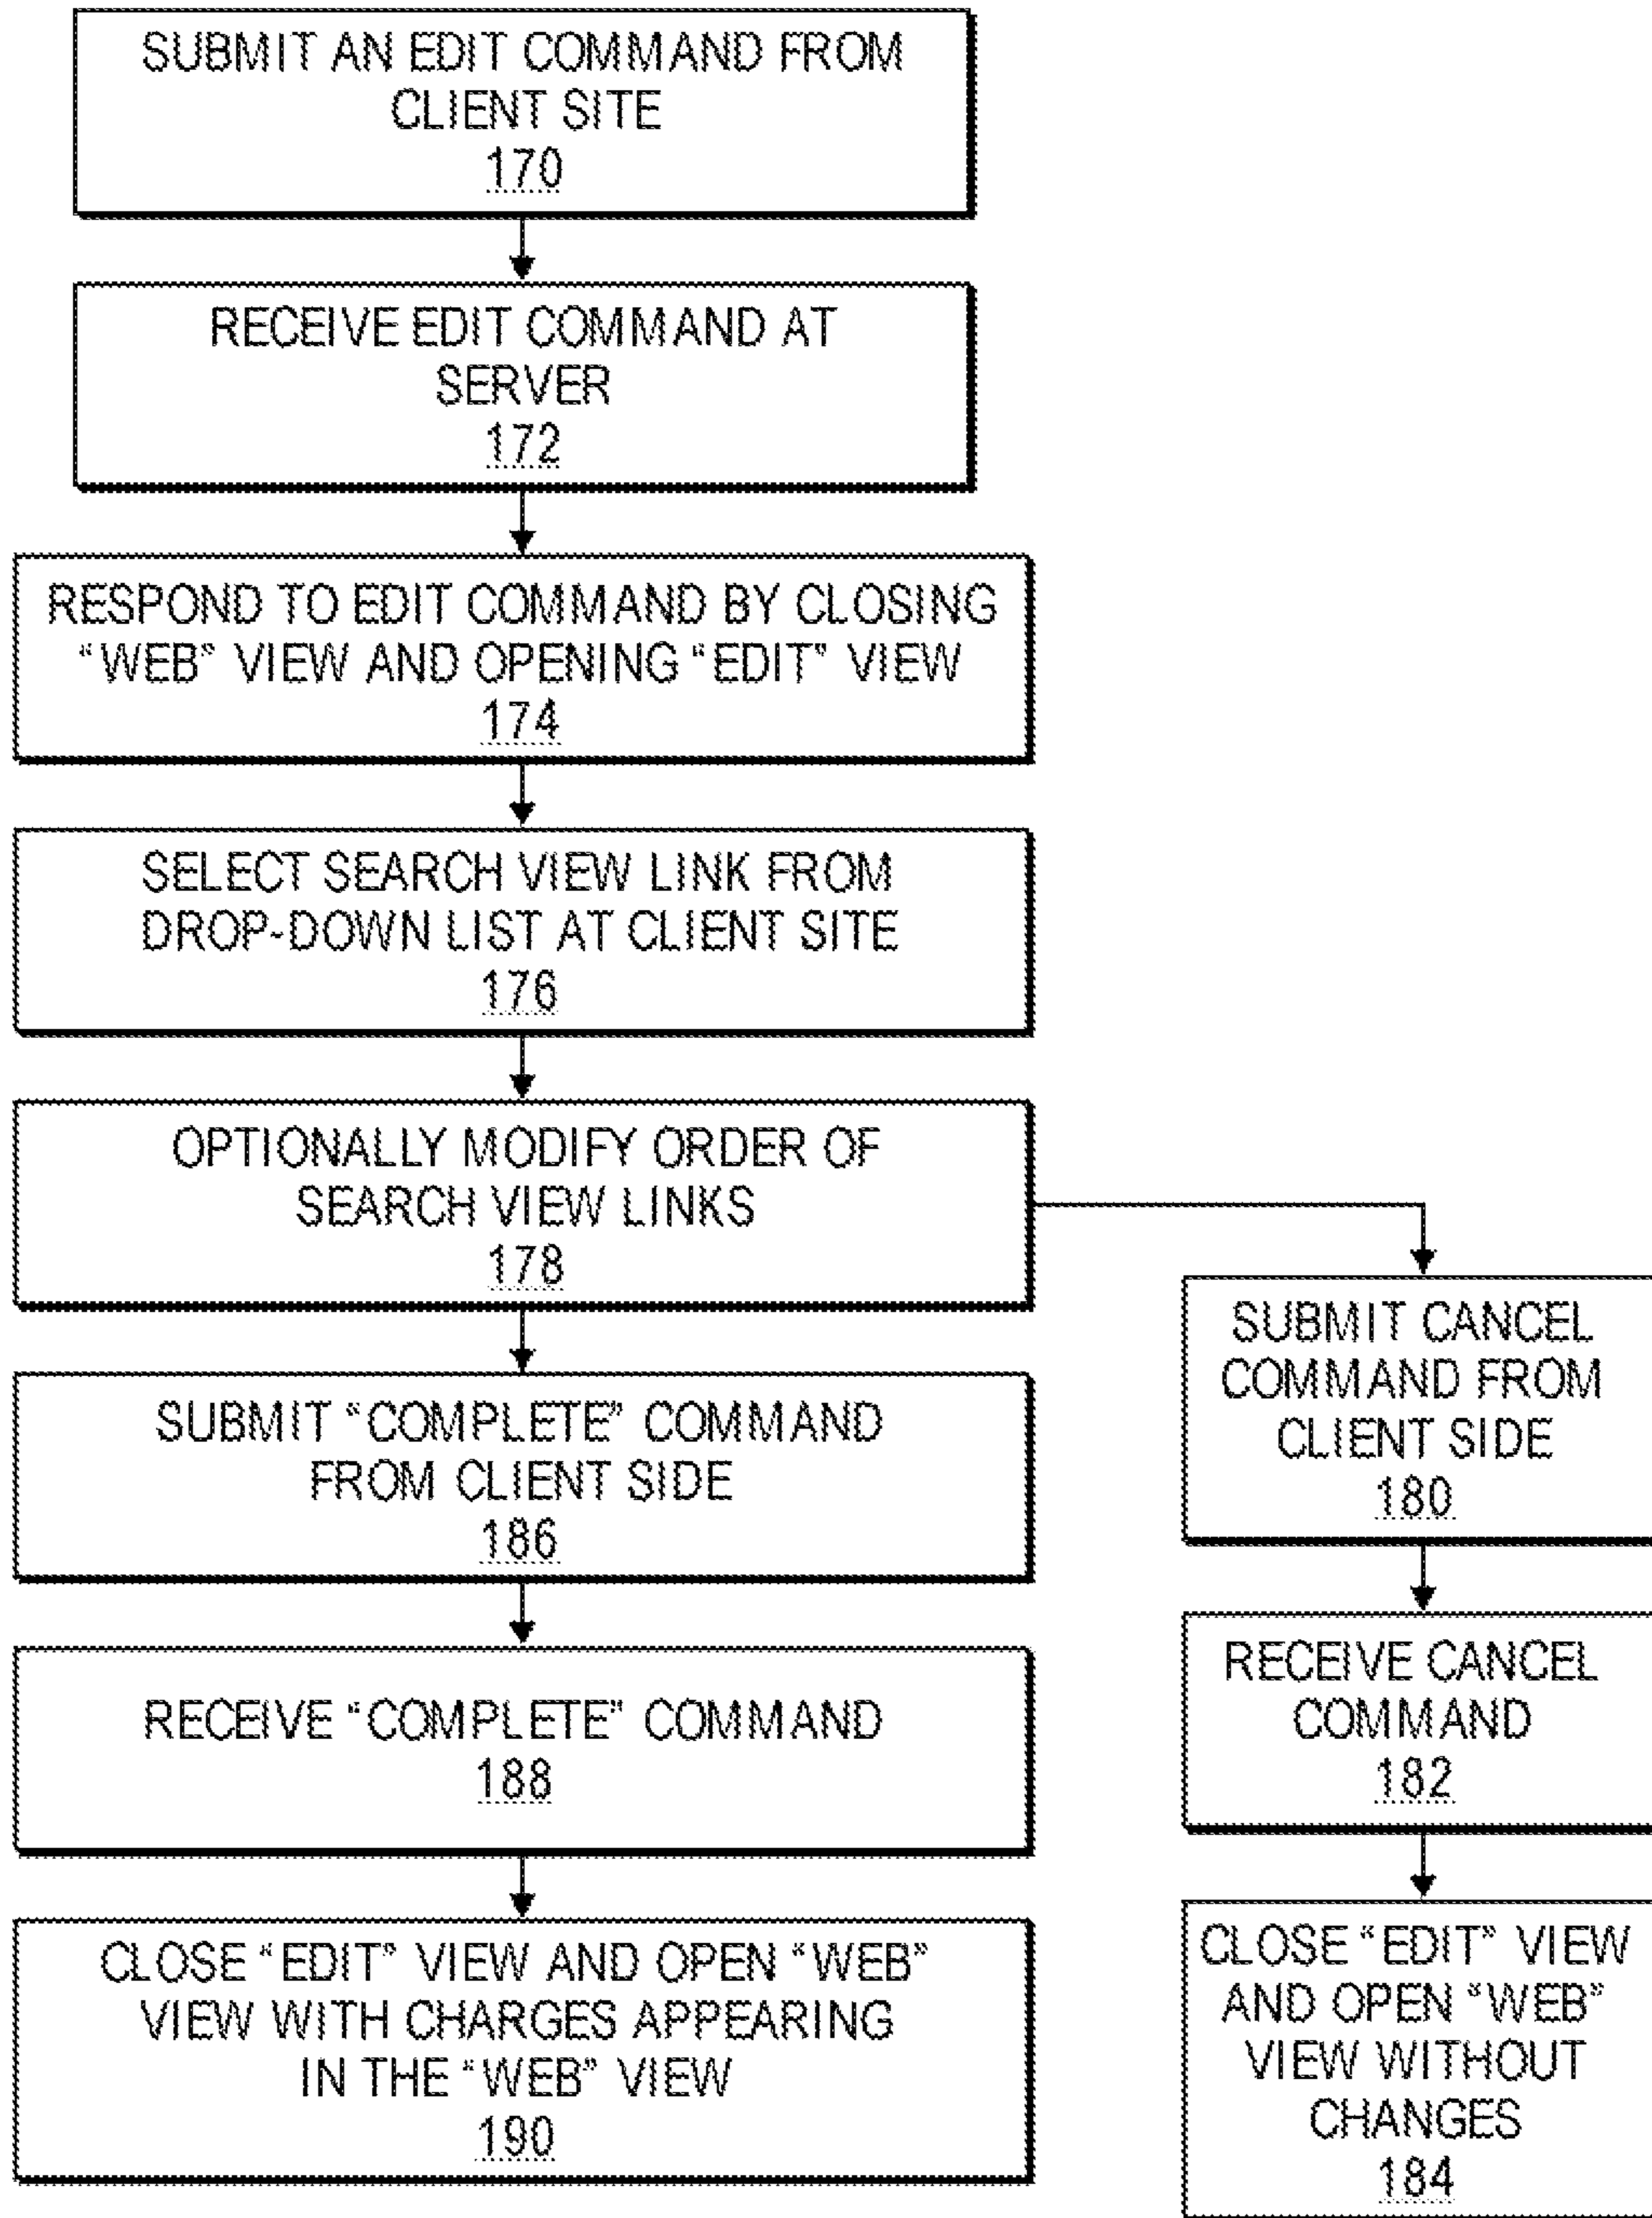 SUBMIT AN EDIT COMMAND FROM
CLIENT SITE
170
RECEIVE EDIT COMMAND AT
SERVER
172
RESPOND TO EDIT COMMAND BY CLOSING
“WEB” VIEW AND OPENING “EDIT” VIEW
174
SELECT SEARCH VIEW LINK FROM
DROP-DOWN LIST AT CLIENT SITE
176
OPTIONALLY MODIFY ORDER OF
SEARCH VIEW LINKS
178
SUBMIT “COMPLETE” COMMAND
FROM CLIENT SIDE
186
RECEIVE “COMPLETE” COMMAND
188
CLOSE “EDIT” VIEW AND OPEN “WEB”
VIEW WITH CHARGES APPEARING
IN THE “WEB” VIEW
190
SUBMIT CANCEL
COMMAND FROM
CLIENT SIDE
180
RECEIVE CANCEL
COMMAND
182
CLOSE “EDIT” VIEW
AND OPEN “WEB”
VIEW WITHOUT
CHANGES
184